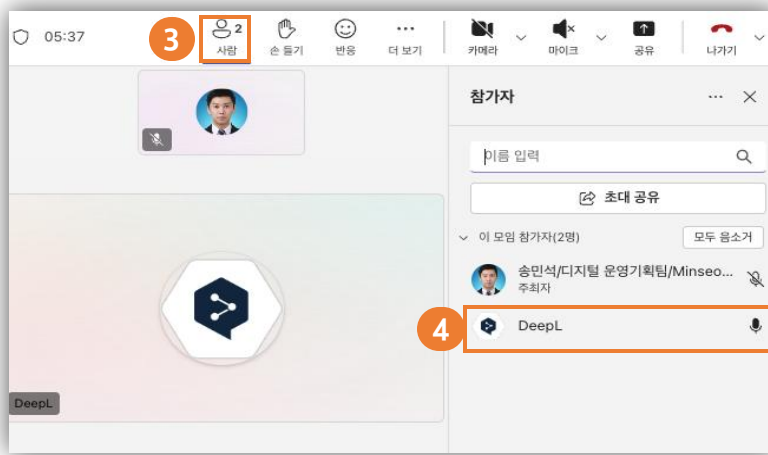 05:37
3
2
사람
손 들기
반응
더 보기
카메라
마이크
공유
나가기
참가자
이름 입력
초대 공유
이 모임 참가자(2명)
모두 음소거
송민석/디지털 운영기획팀/Minseo...
주최자
4
DeepL
DeepL